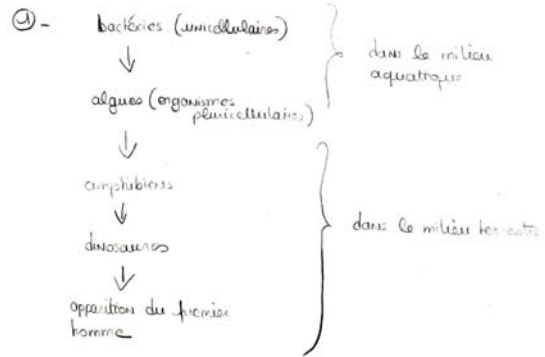 ① - bactéries (unicellulaires)
dans le milieu
aquatique
algues (organismes
pluricellulaires)
amphibiens
dans le milieu terrestre
dinosaures
apparition du premier
homme